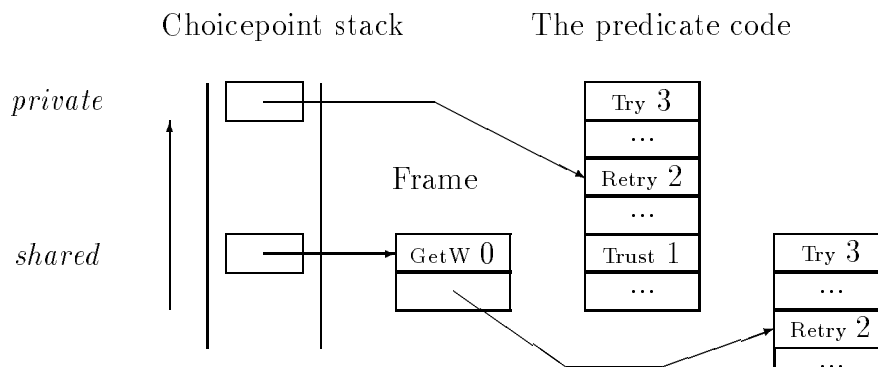 Choicepoint stack The predicate code
private Try 3
...
Frame Retry 2
...
shared GetW 0 Trust 1 Try 3
... ...
Retry 2
...